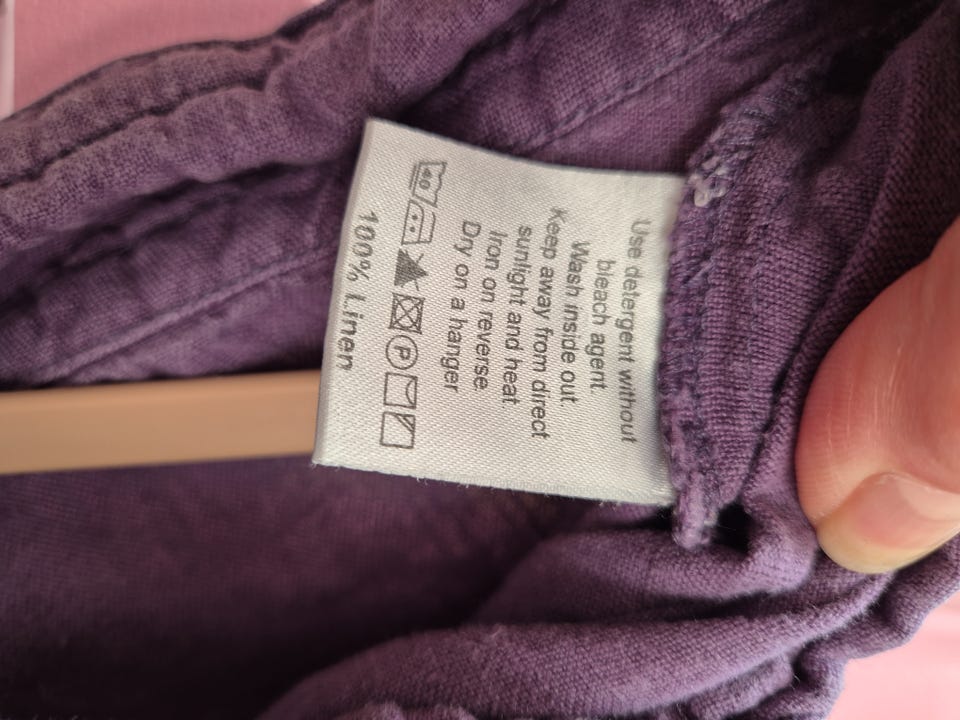 Use detergent without
bleach agent.
Wash inside out
Keep away from direct
sunlight and heat
Iron on reverse
Dry on a hanger
40 P
100% Linen